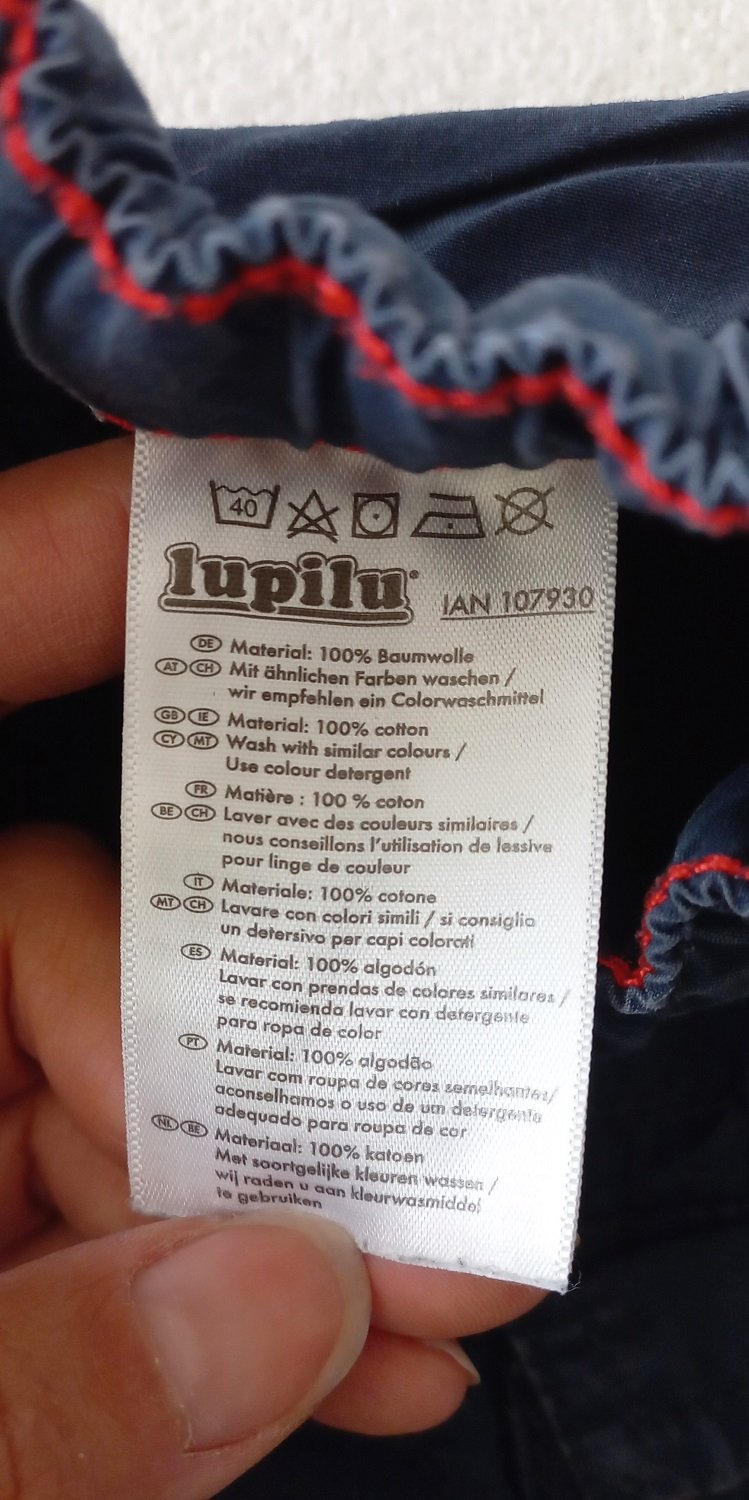 40
lupilu®
IAN 107930
DE Material: 100% Baumwolle
AT CH Mit ähnlichen Farben waschen /
wir empfehlen ein Colorwaschmittel
GB IE Material: 100% cotton
CY MT Wash with similar colours /
Use colour detergent
FR Matière : 100 % coton
BE CH Laver avec des couleurs similaires /
nous conseillons l'utilisation de lessive
pour linge de couleur
IT Materiale: 100% cotone
MT CH Lavare con colori simili / si consiglia
un detersivo per capi colorati
ES Material: 100% algodón
Lavar con prendas de colores similares /
se recomienda lavar con detergente
para ropa de color
PT Material: 100% algodão
Lavar com roupa de cores semelhantes/
aconselhamos o uso de um detergente
adequado para roupa de cor
NL BE Materiaal: 100% katoen
Met soortgelijke kleuren wassen /
wij raden u aan kleurwasmiddel
te gebruiken